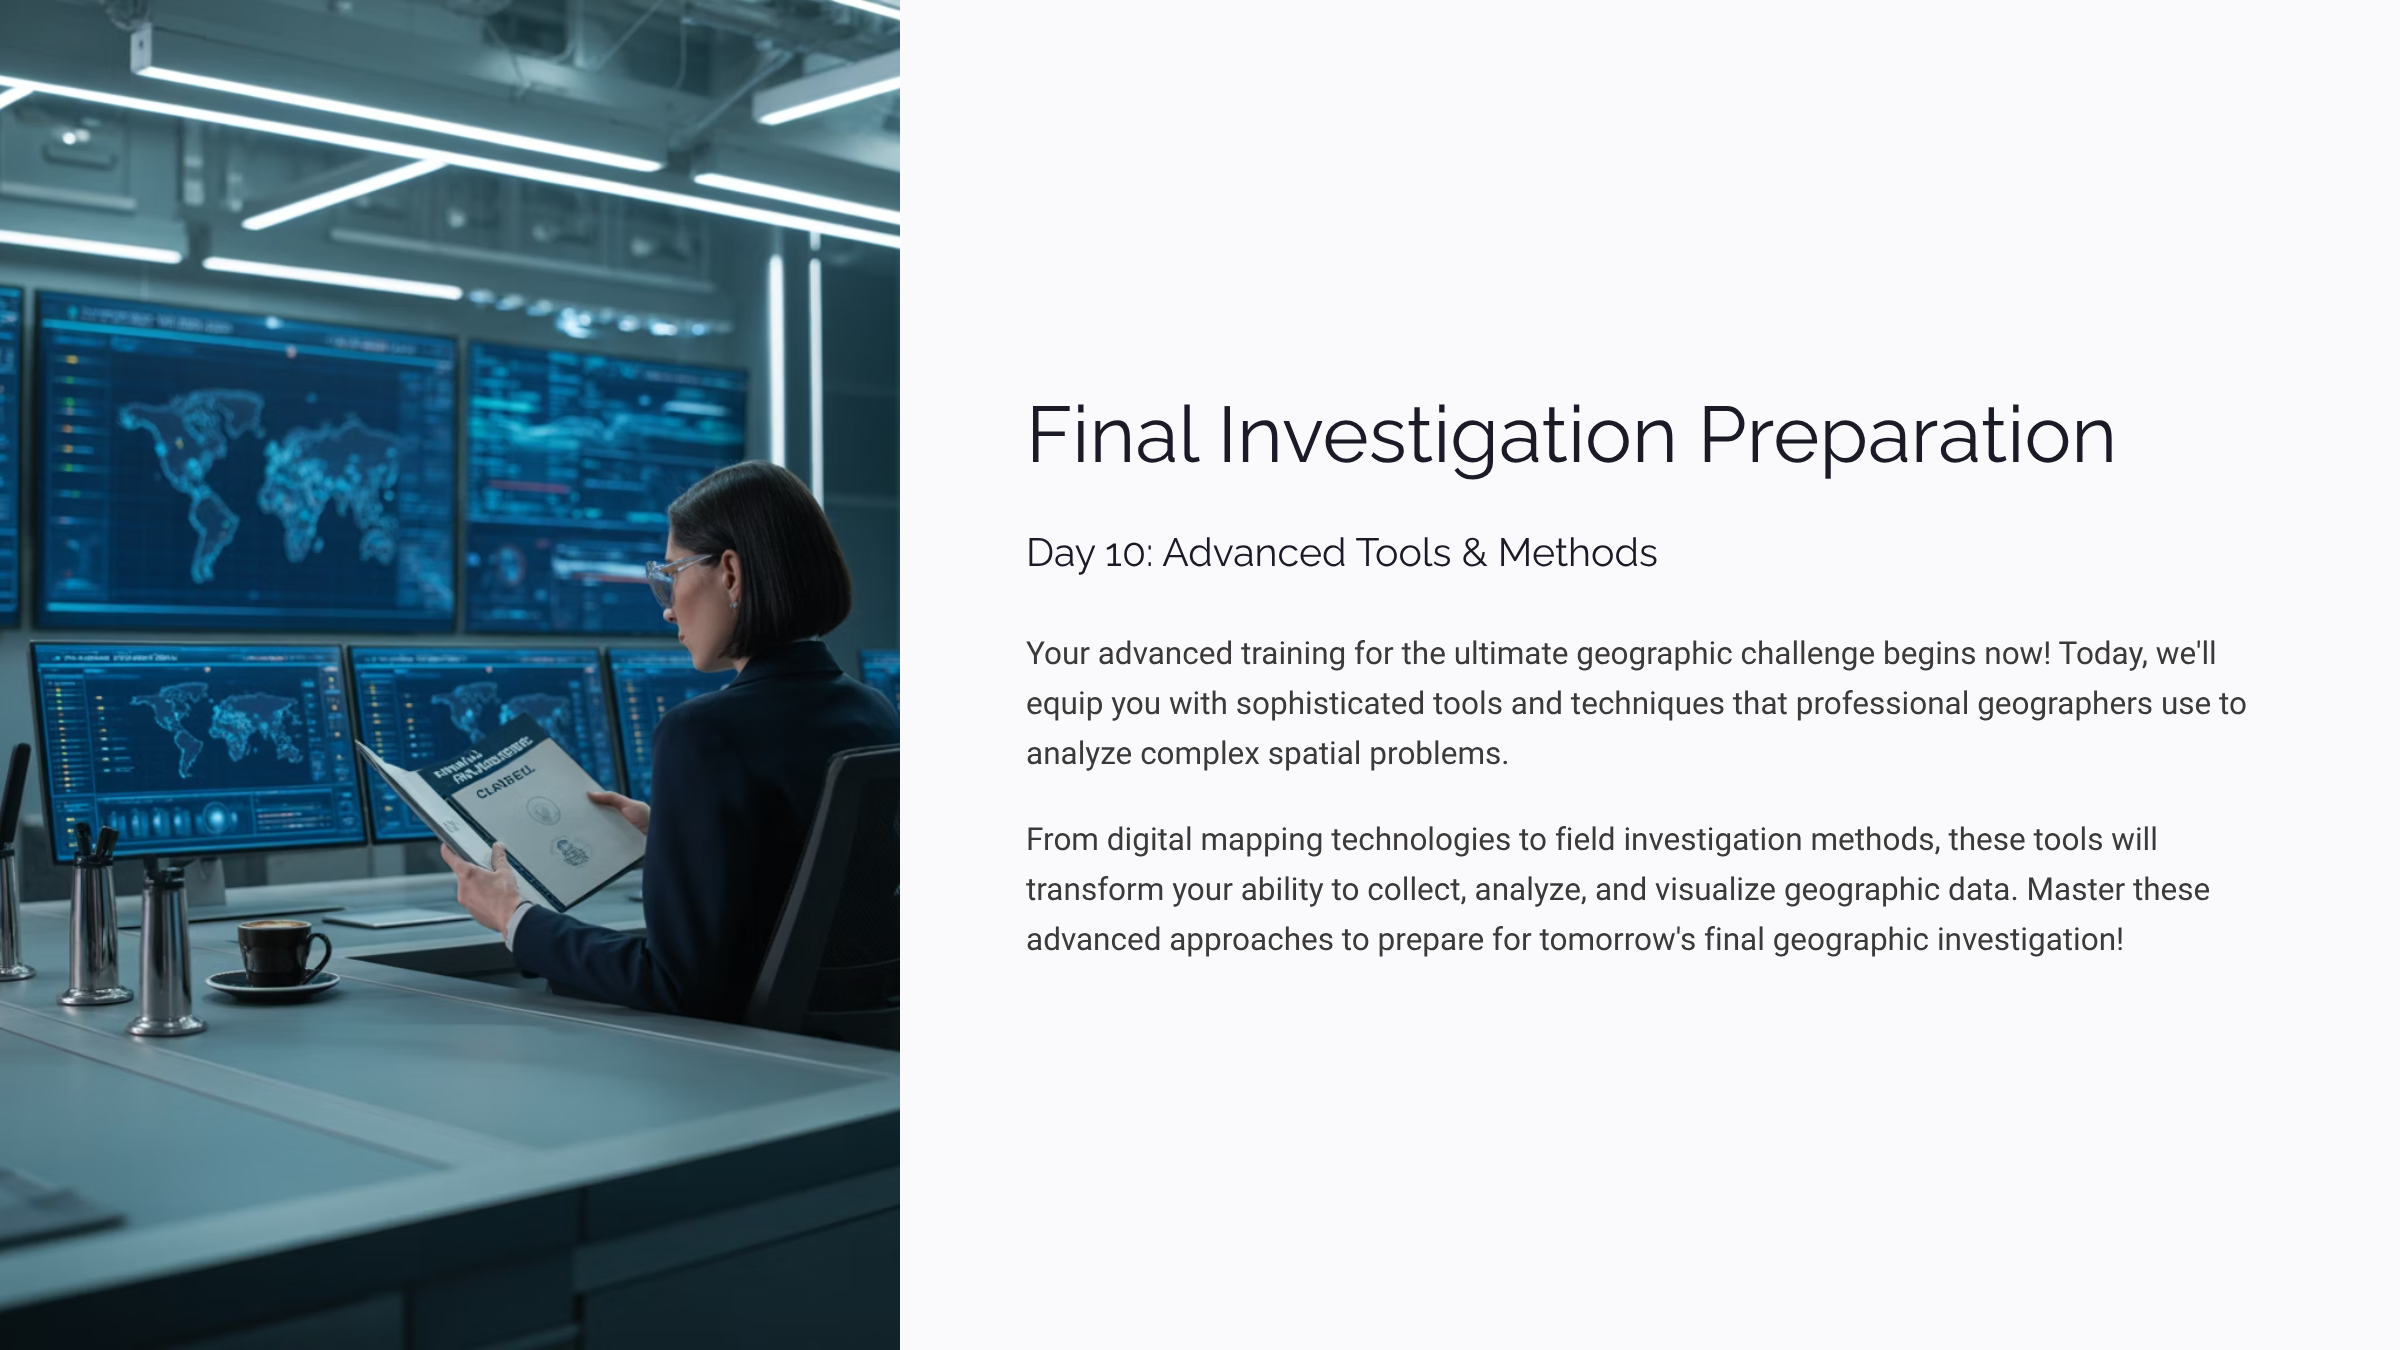 Final Investigation Preparation
Day 10: Advanced Tools & Methods
Your advanced training for the ultimate geographic challenge begins now! Today, we'll
equip you with sophisticated tools and techniques that professional geographers use to
analyze complex spatial problems.
From digital mapping technologies to field investigation methods, these tools will
transform your ability to collect, analyze, and visualize geographic data. Master these
advanced approaches to prepare for tomorrow's final geographic investigation!